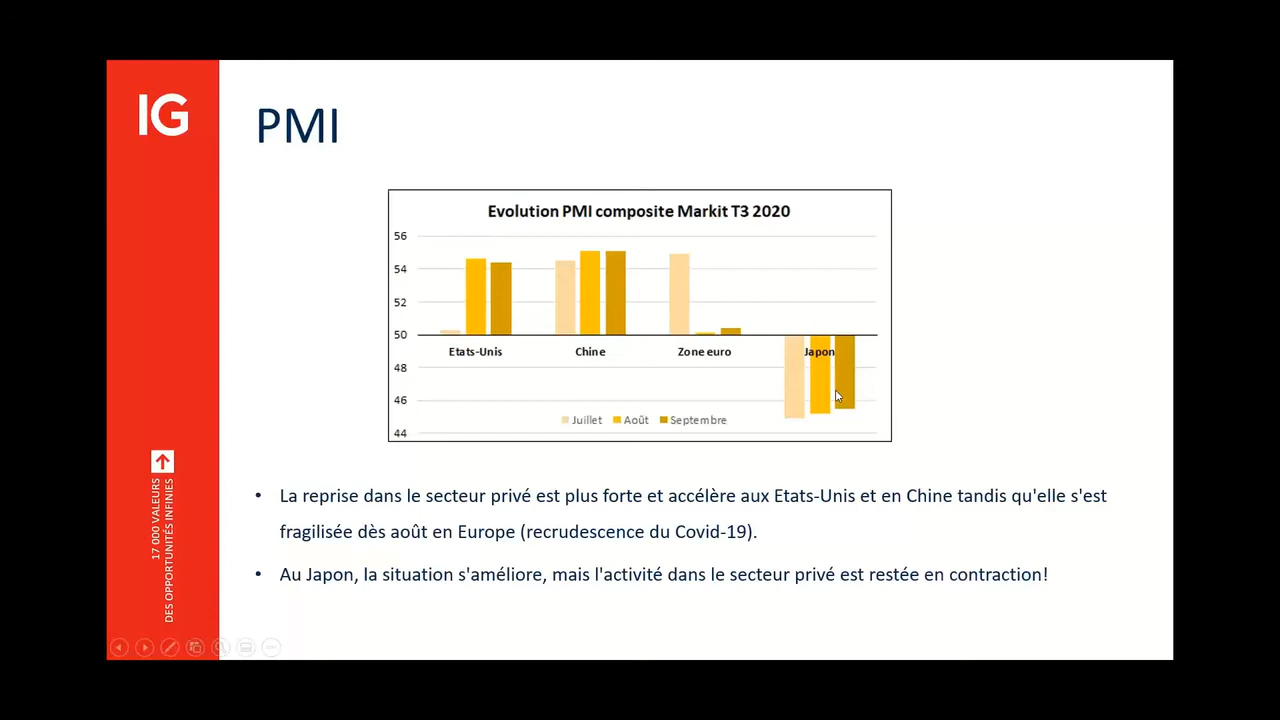 IG
PMI
Evolution PMI composite Markit T3 2020
56
54
52
50
48
46
44
Etats-Unis
Chine
Zone euro
Japon
Juillet
Août
Septembre
• La reprise dans le secteur privé est plus forte et accélère aux Etats-Unis et en Chine tandis qu'elle s'est
fragilisée dès août en Europe (recrudescence du Covid-19).
• Au Japon, la situation s'améliore, mais l'activité dans le secteur privé est restée en contraction!
17 000 VALEURS
DES OPPORTUNITÉS INFINIES